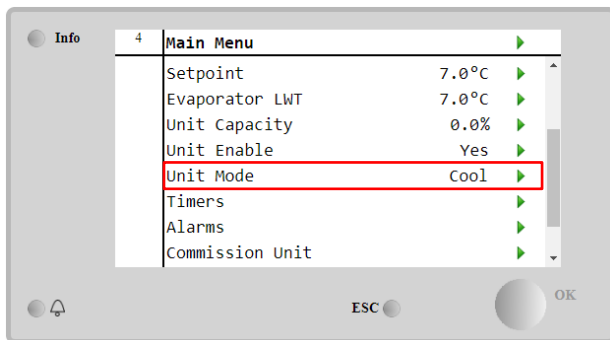 Info
4 Main Menu
Setpoint 7.0°C
Evaporator LWT 7.0°C
Unit Capacity 0.0%
Unit Enable Yes
Unit Mode Cool
Timers
Alarms
Commission Unit
ESC OK